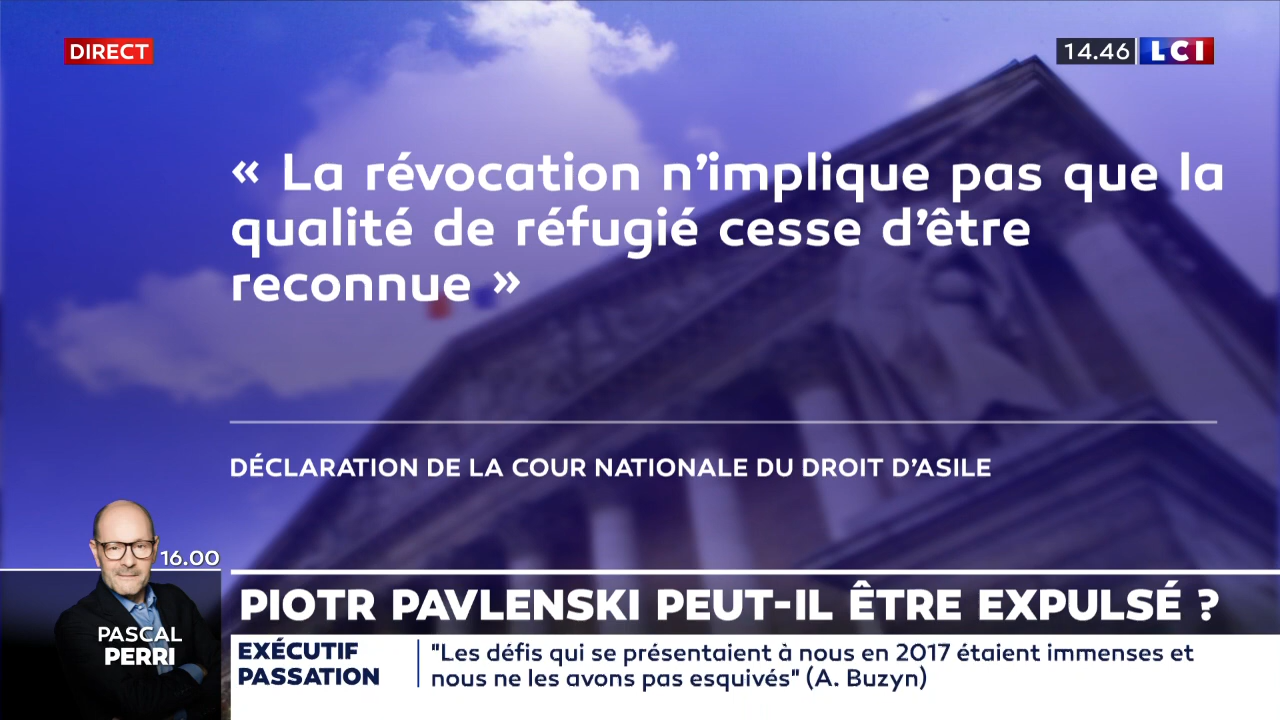 DIRECT
14.46 LCI
« La révocation n’implique pas que la
qualité de réfugié cesse d’être
reconnue »
DÉCLARATION DE LA COUR NATIONALE DU DROIT D’ASILE
16.00
PASCAL
PERRI
PIOTR PAVLENSKI PEUT-IL ÊTRE EXPULSÉ ?
EXÉCUTIF
PASSATION
"Les défis qui se présentaient à nous en 2017 étaient immenses et
nous ne les avons pas esquivés" (A. Buzyn)